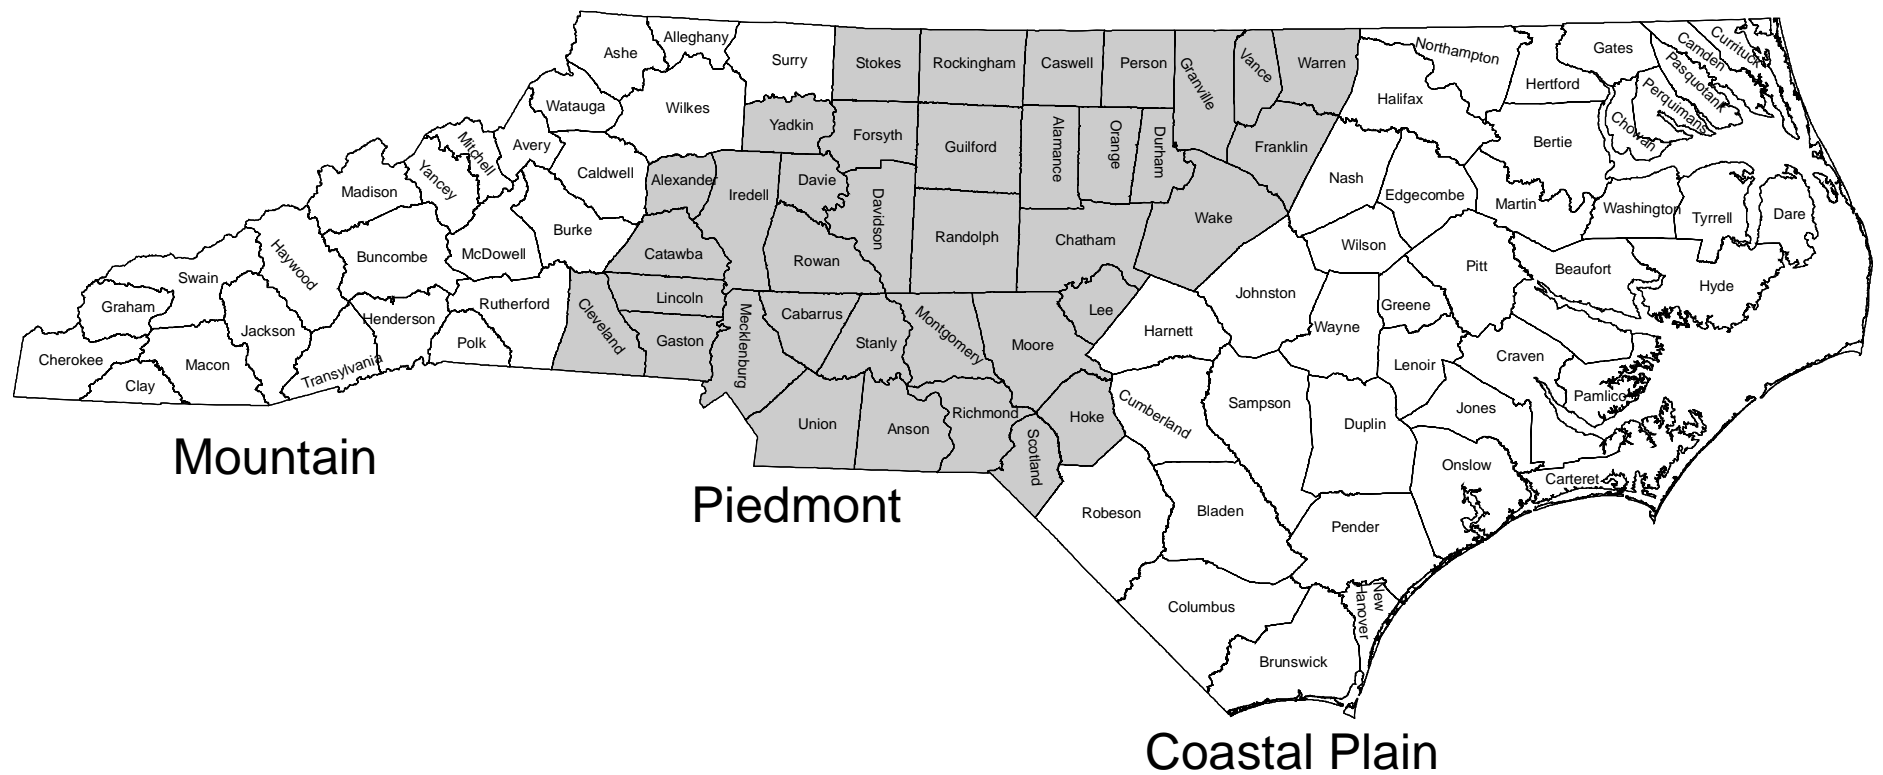 Ashe
Alleghany
Surry
Stokes
Rockingham
Caswell
Person
Granville
Vance
Warren
Northampton
Gates
Camden
Currituck
Pasquotank
Perquimans
Chowan
Hertford
Halifax
Watauga
Wilkes
Yadkin
Forsyth
Guilford
Alamance
Orange
Durham
Franklin
Bertie
Mitchell
Avery
Caldwell
Alexander
Iredell
Davie
Davidson
Nash
Edgecombe
Martin
Washington
Tyrrell
Dare
Madison
Yancey
Burke
Catawba
Rowan
Randolph
Chatham
Wake
Wilson
Pitt
Beaufort
Hyde
Haywood
Buncombe
McDowell
Swain
Graham
Jackson
Henderson
Rutherford
Cleveland
Lincoln
Gaston
Mecklenburg
Cabarrus
Stanly
Montgomery
Moore
Lee
Harnett
Johnston
Wayne
Greene
Lenoir
Craven
Pamlico
Cherokee
Clay
Macon
Transylvania
Polk
Union
Anson
Richmond
Scotland
Hoke
Cumberland
Sampson
Duplin
Jones
Onslow
Carteret
Robeson
Bladen
Pender
Columbus
New
Hanover
Brunswick
Mountain
Piedmont
Coastal Plain